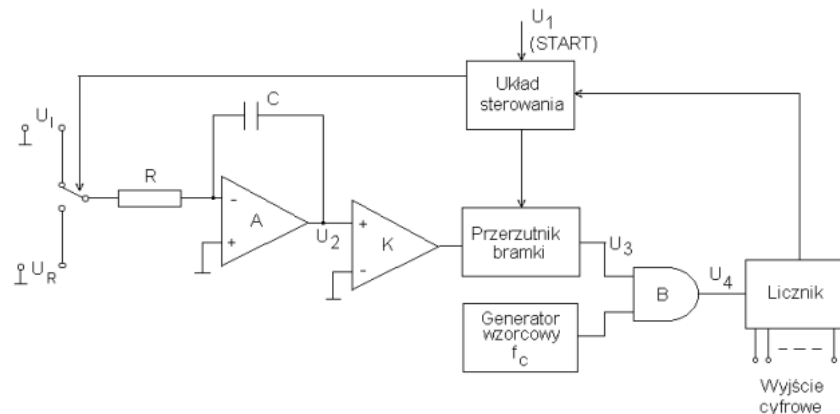 U1
(START)
Układ
sterowania
C
UI
R
-
A
+
U2
+
K
-
Przerzutnik
bramki
U3
B
U4
Licznik
UR
Generator
wzorcowy
fc
Wyjście
cyfrowe